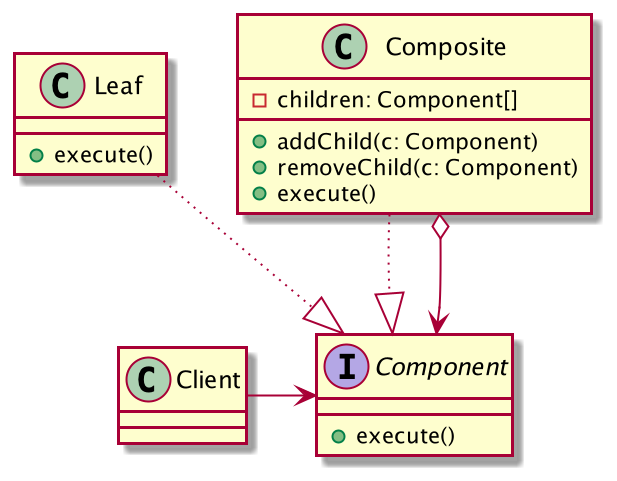 C Leaf
execute()
C Composite
children: Component[]
addChild(c: Component)
removeChild(c: Component)
execute()
C Client
I Component
execute()